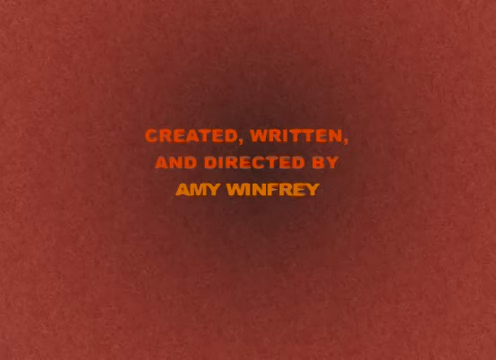 CREATED, WRITTEN,
AND DIRECTED BY
AMY WINFREY